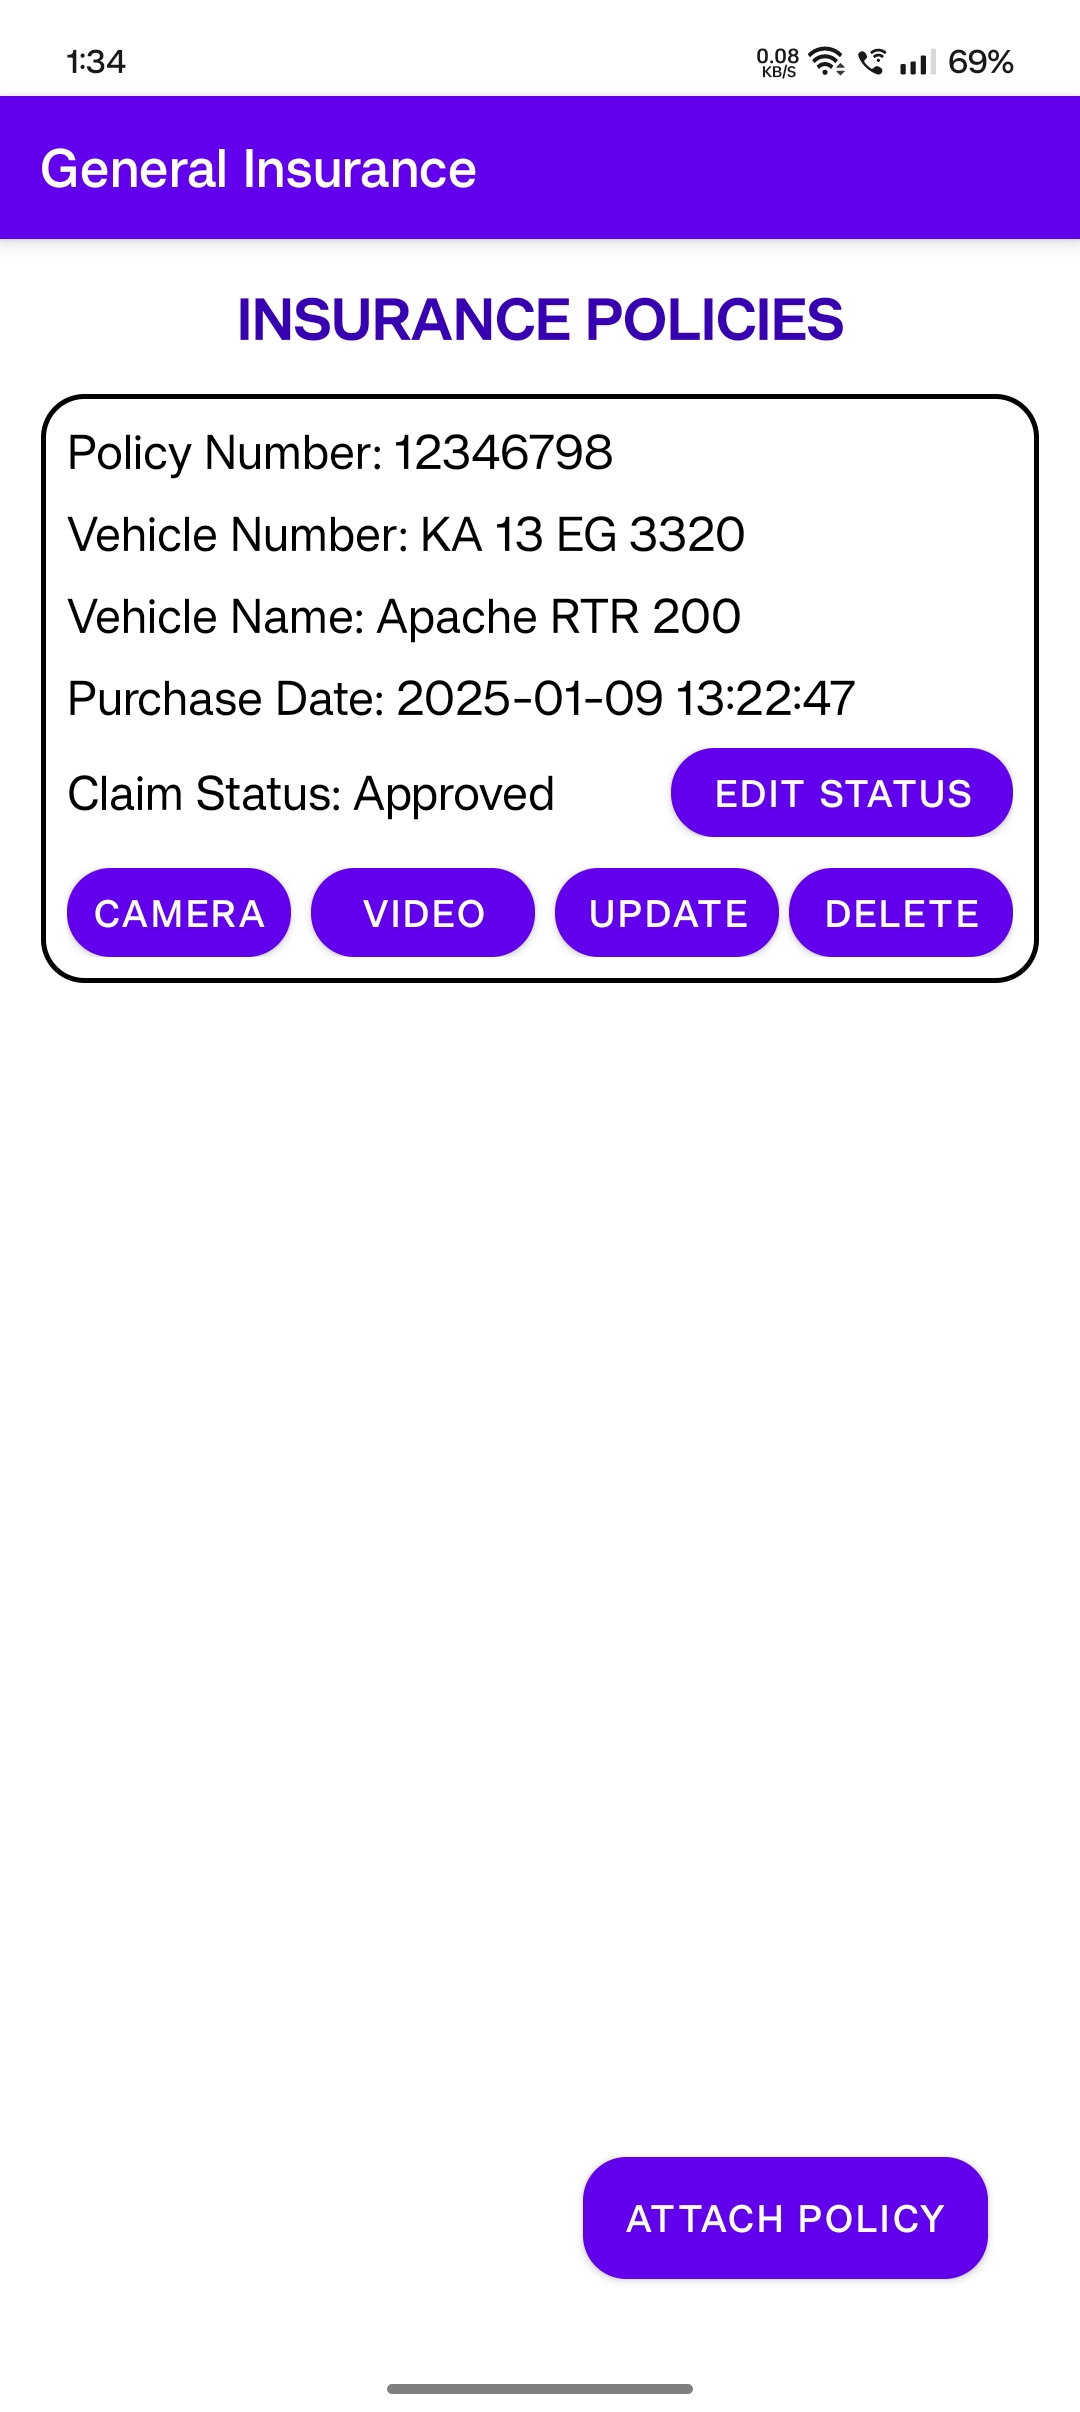 1:34
0.08 KB/S 69%
General Insurance
INSURANCE POLICIES
Policy Number: 12346798
Vehicle Number: KA 13 EG 3320
Vehicle Name: Apache RTR 200
Purchase Date: 2025-01-09 13:22:47
Claim Status: Approved EDIT STATUS
CAMERA VIDEO UPDATE DELETE
ATTACH POLICY